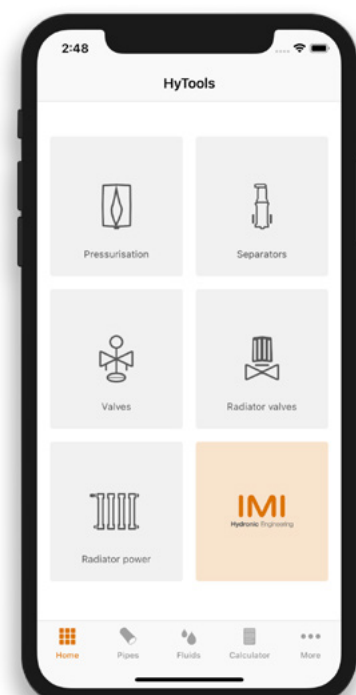 2:48
HyTools
Pressurisation
Separators
Valves
Radiator valves
IMI
Hydronic Engineering
Radiator power
Home
Pipes
Fluids
Calculator
More